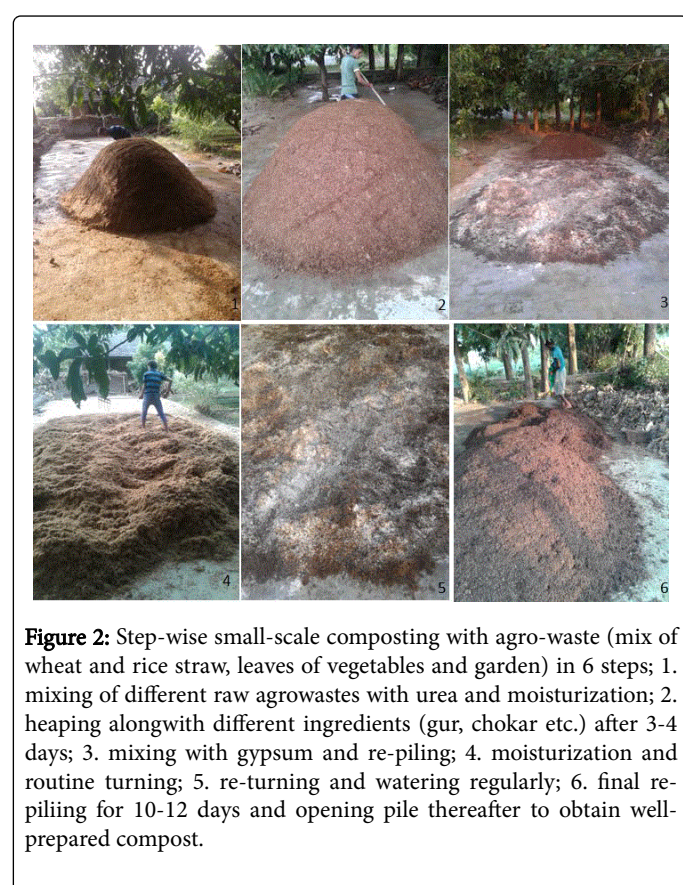 1
2
3
4
5
6
Figure 2: Step-wise small-scale composting with agro-waste (mix of
wheat and rice straw, leaves of vegetables and garden) in 6 steps; 1.
mixing of different raw agrowastes with urea and moisturization; 2.
heaping alongwith different ingredients (gur, chokar etc.) after 3-4
days; 3. mixing with gypsum and re-piling; 4. moisturization and
routine turning; 5. re-turning and watering regularly; 6. final re-
piliing for 10-12 days and opening pile thereafter to obtain well-
prepared compost.